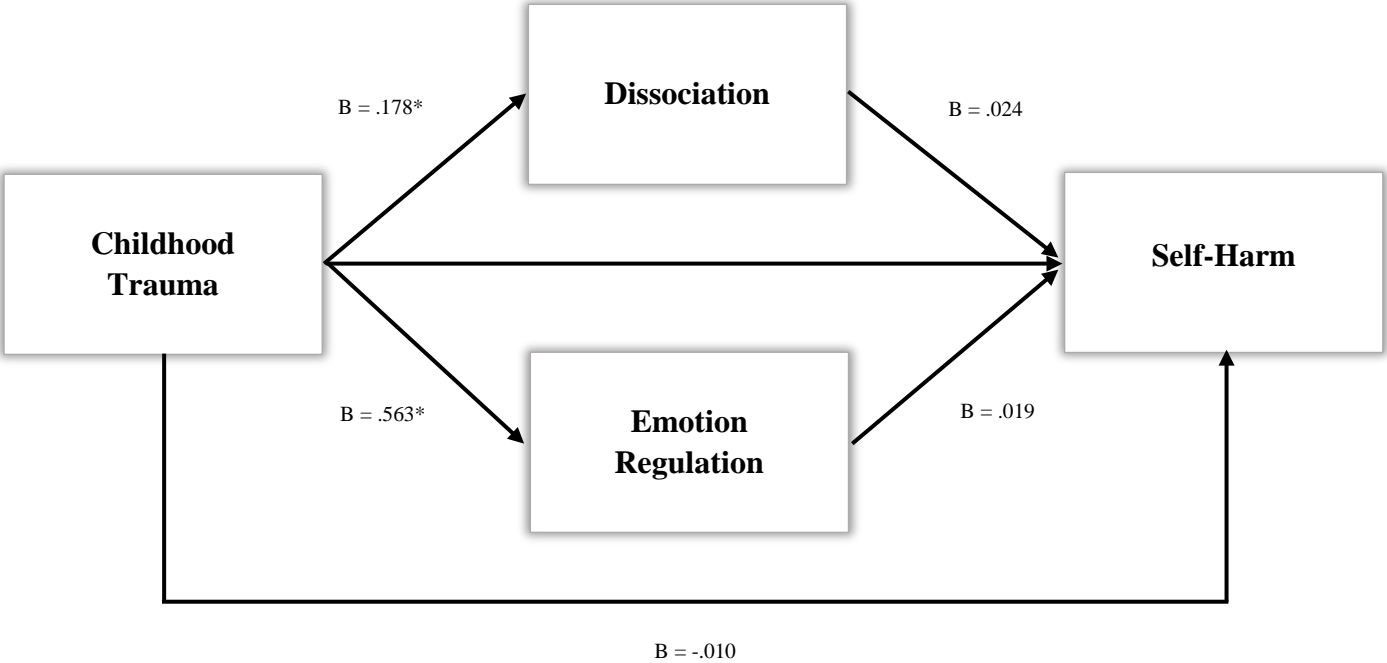 Dissociation
B = .178*
B = .024
Childhood
Trauma
Self-Harm
B = .563*
Emotion
Regulation
B = .019
B = -.010